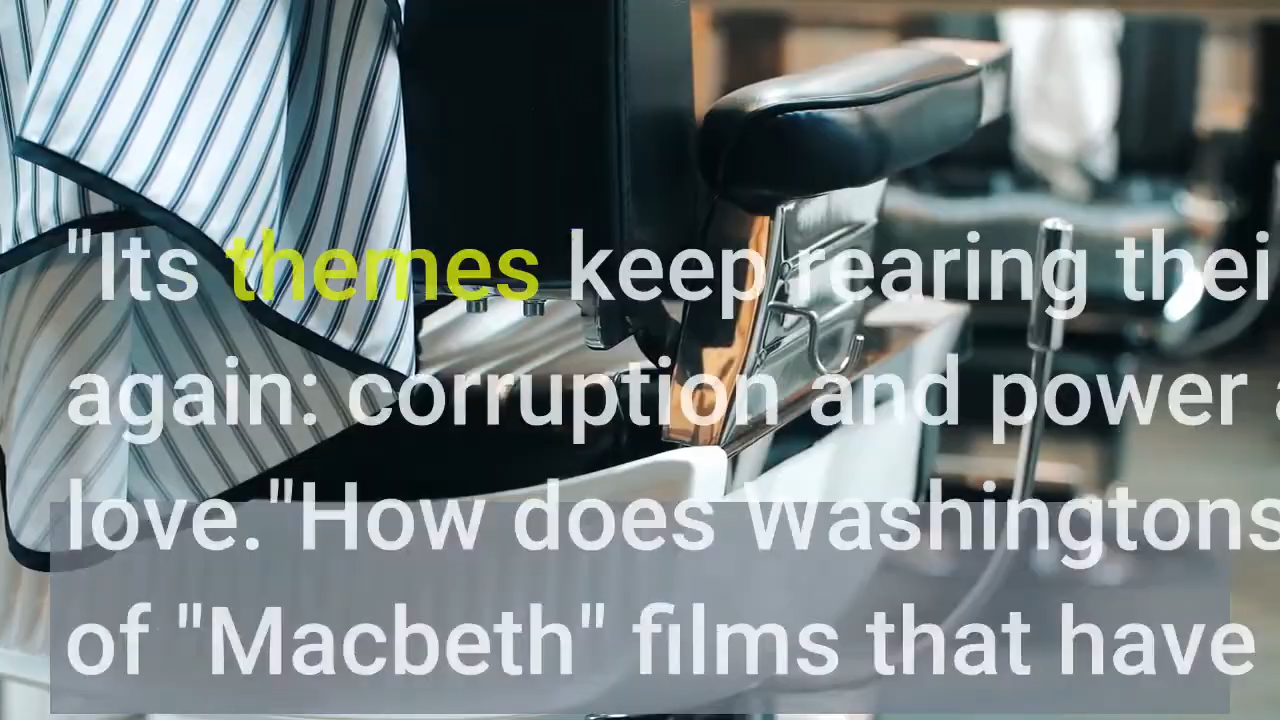 "Its themes keep rearing thei
again: corruption and power a
love."How does Washingtons
of "Macbeth" films that have